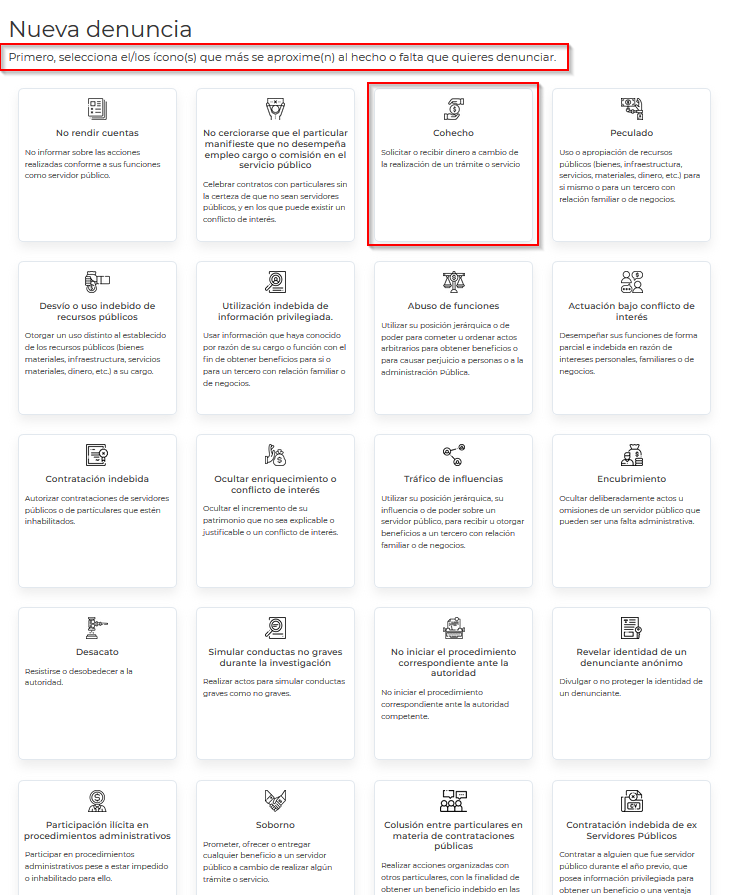 Nueva denuncia
Primero, selecciona el/los ícono(s) que más se aproxime(n) al hecho o falta que quieres denunciar.
No rendir cuentas
No informar sobre las acciones
realizadas conforme a sus funciones
como servidor público.
No cerciorarse que el particular
manifieste que no desempeña
empleo cargo o comisión en el
servicio público
Celebrar contratos con particulares sin
la certeza de que no sean servidores
públicos, y en los que puede existir un
conflicto de interés.
Cohecho
Solicitar o recibir dinero a cambio de
la realización de un trámite o servicio
Peculado
Uso o apropiación de recursos
públicos (bienes, infraestructura,
servicios, materiales, dinero, etc.) para
si mismo o para un tercero con
relación familiar o de negocios.
Desvío o uso indebido de
recursos públicos
Otorgar un uso distinto al establecido
de los recursos públicos (bienes
materiales, infraestructura, servicios
materiales, dinero, etc.) a su cargo.
Utilización indebida de
información privilegiada.
Usar información que haya conocido
por razón de su cargo o función con el
fin de obtener beneficios para si o
para un tercero con relación familiar o
de negocios.
Abuso de funciones
Utilizar su posición jerárquica o de
poder para cometer u ordenar actos
arbitrarios para obtener beneficios o
para causar perjuicio a personas o a la
administración Pública.
Actuación bajo conflicto de
interés
Desempeñar sus funciones de forma
parcial e indebida en razón de
intereses personales, familiares o de
negocios.
Contratación indebida
Autorizar contrataciones de servidores
públicos o de particulares que estén
inhabilitados.
Ocultar enriquecimiento o
conflicto de interés
Ocultar el incremento de su
patrimonio que no sea explicable o
justificable o un conflicto de interés.
Tráfico de influencias
Utilizar su posición jerárquica, su
influencia o de poder sobre un
servidor público, para recibir u otorgar
beneficios a un tercero con relación
familiar o de negocios.
Encubrimiento
Ocultar deliberadamente actos u
omisiones de un servidor público que
pueden ser una falta administrativa.
Desacato
Resistirse o desobedecer a la
autoridad.
Simular conductas no graves
durante la investigación
Realizar actos para simular conductas
graves como no graves.
No iniciar el procedimiento
correspondiente ante la
autoridad
No iniciar el procedimiento
correspondiente ante la autoridad
competente.
Revelar identidad de un
denunciante anónimo
Divulgar o no proteger la identidad de
un denunciante.
Participación ilícita en
procedimientos administrativos
Participar en procedimientos
administrativos pese a estar impedido
o inhabilitado para ello.
Soborno
Prometer, ofrecer o entregar
cualquier beneficio a un servidor
público a cambio de realizar algún
trámite o servicio.
Colusión entre particulares en
materia de contrataciones
públicas
Realizar acciones organizadas con
otros particulares, con la finalidad de
obtener un beneficio indebido en las
Contratación indebida de ex
Servidores Públicos
Contratar a alguien que fue servidor
público durante el año previo, que
posea información privilegiada para
obtener un beneficio o una ventaja